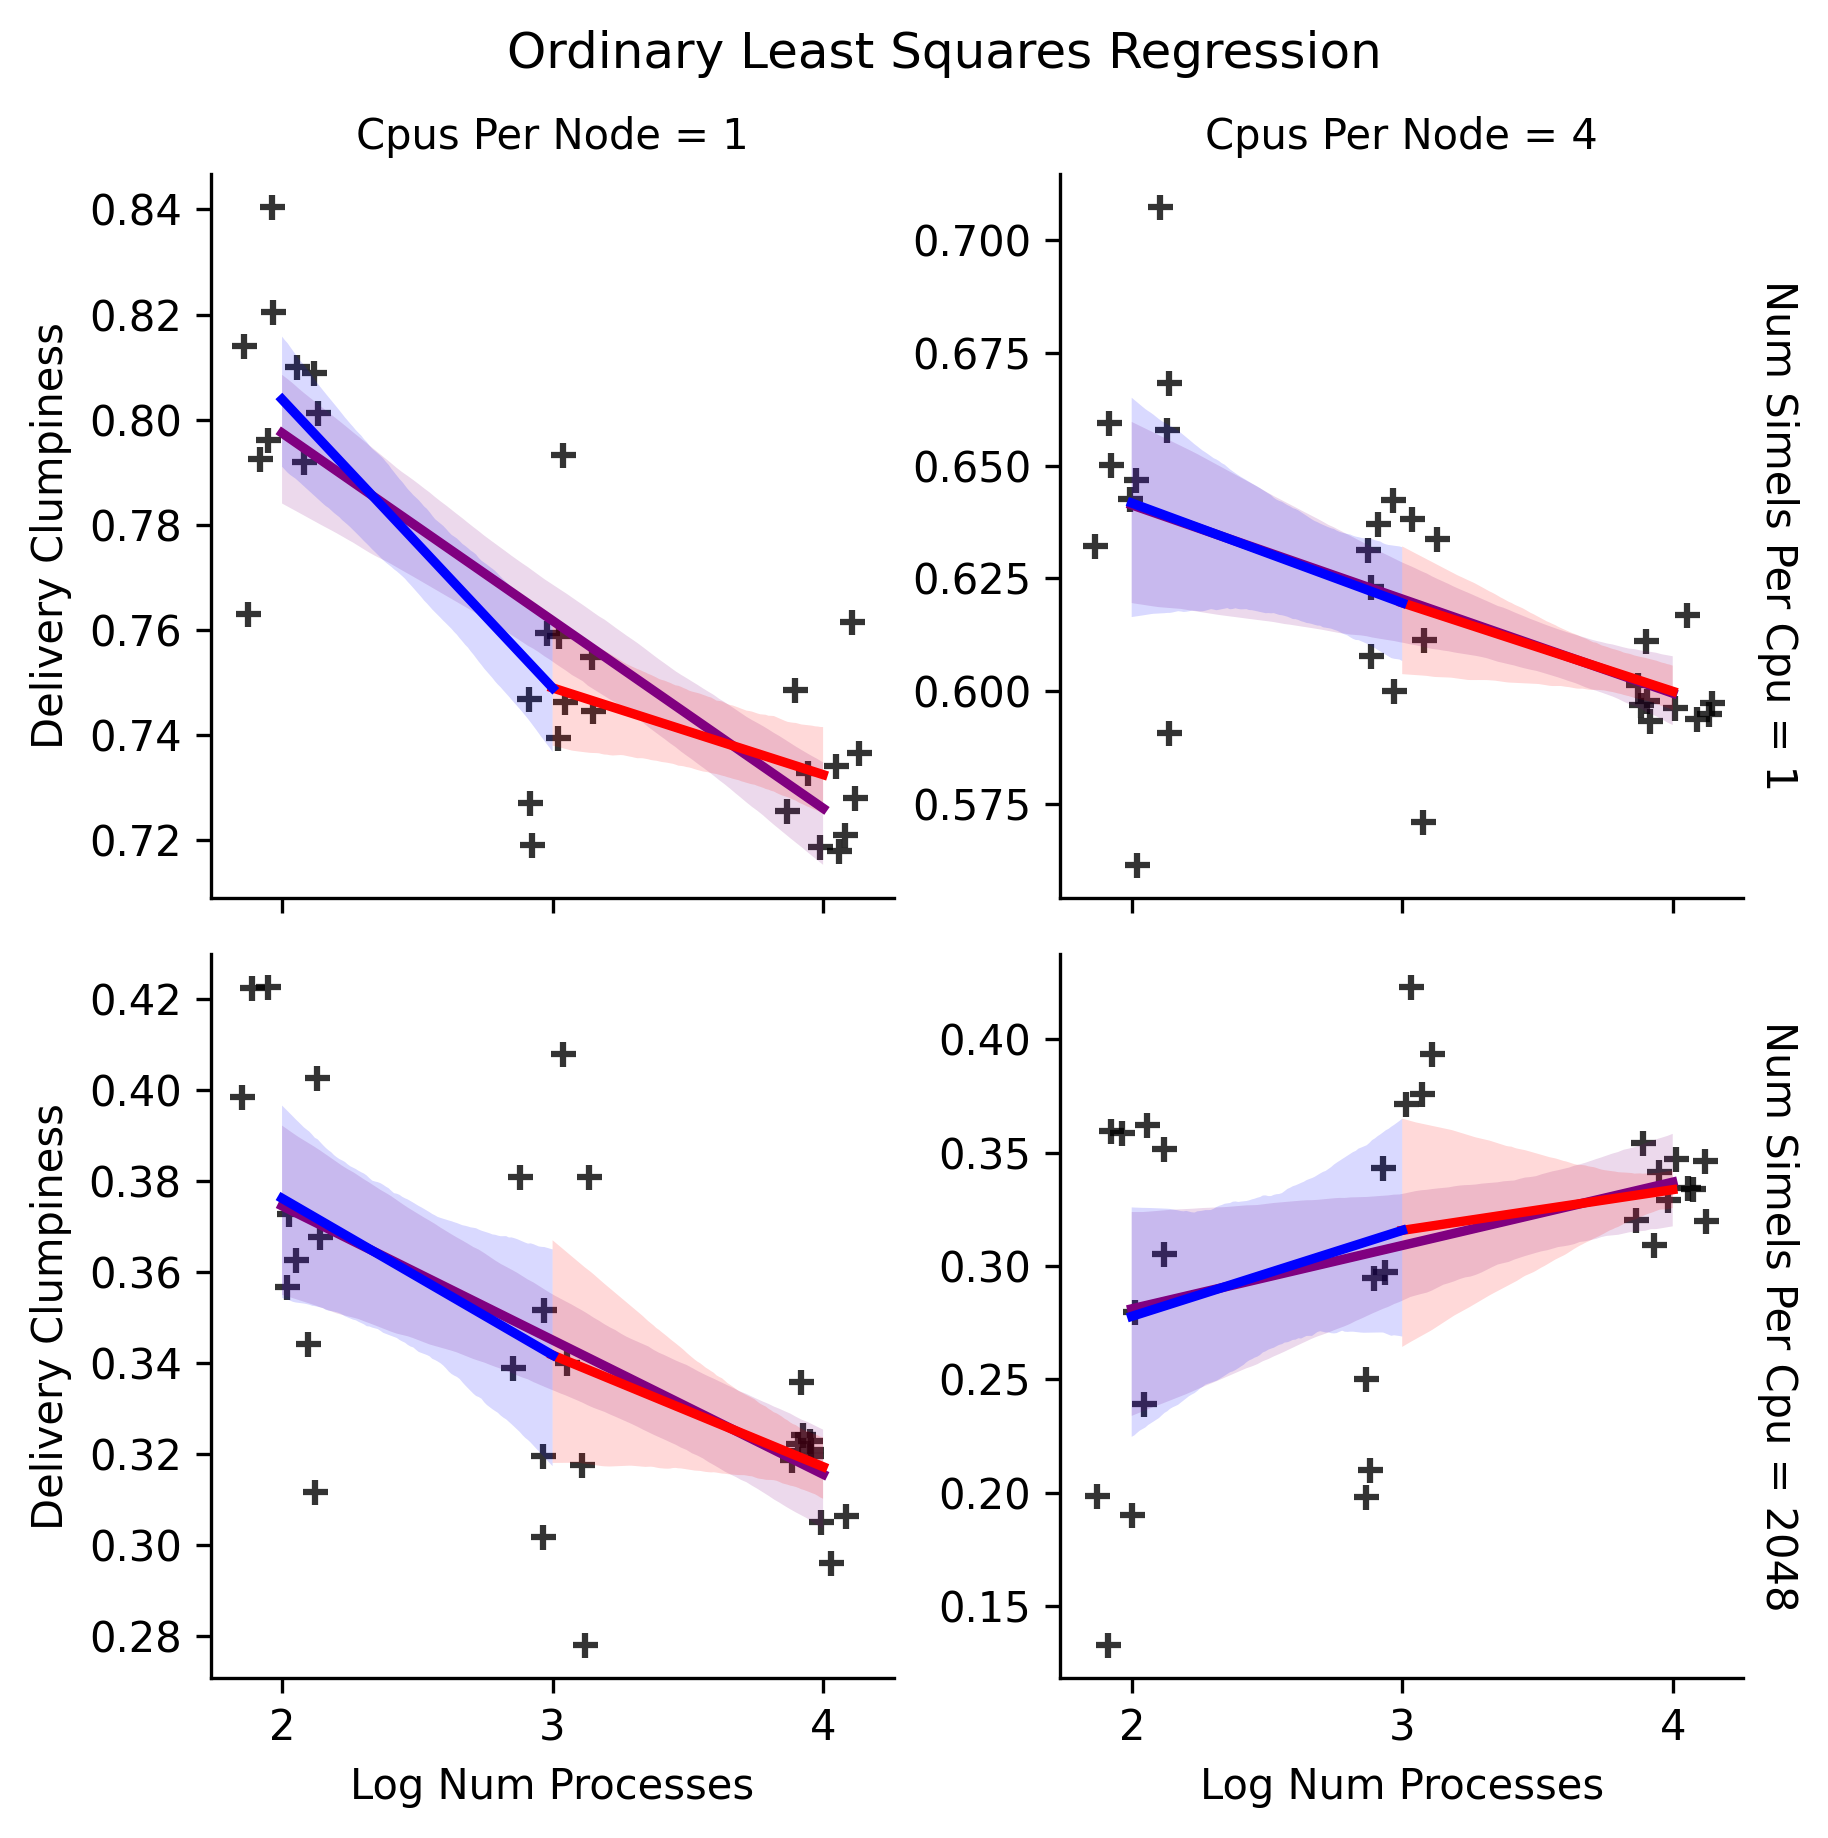 Ordinary Least Squares Regression
Cpus Per Node = 1
Cpus Per Node = 4
0.84
0.82
0.80
0.78
0.76
0.74
0.72
Delivery Clumpiness
0.700
0.675
0.650
0.625
0.600
0.575
Num Simels Per Cpu = 1
0.42
0.40
0.38
0.36
0.34
0.32
0.30
0.28
Delivery Clumpiness
2 3 4
Log Num Processes
0.40
0.35
0.30
0.25
0.20
0.15
2 3 4
Log Num Processes
Num Simels Per Cpu = 2048